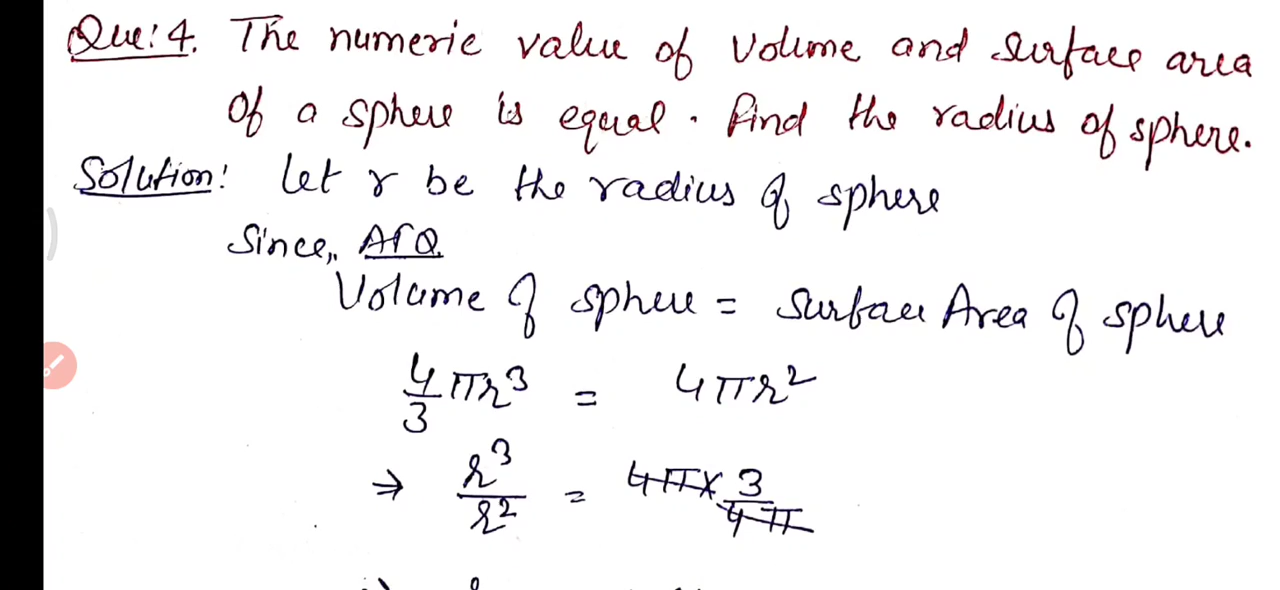 Que: 4. The numeric value of volume and surface area
of a sphere is equal. Find the radius of sphere.
Solution: Let r be the radius of sphere
Since,, ATQ
Volume of sphere = Surface Area of sphere
4/3 πr³ = 4πr²
⇒ r³/r² = 4π × 3/4π